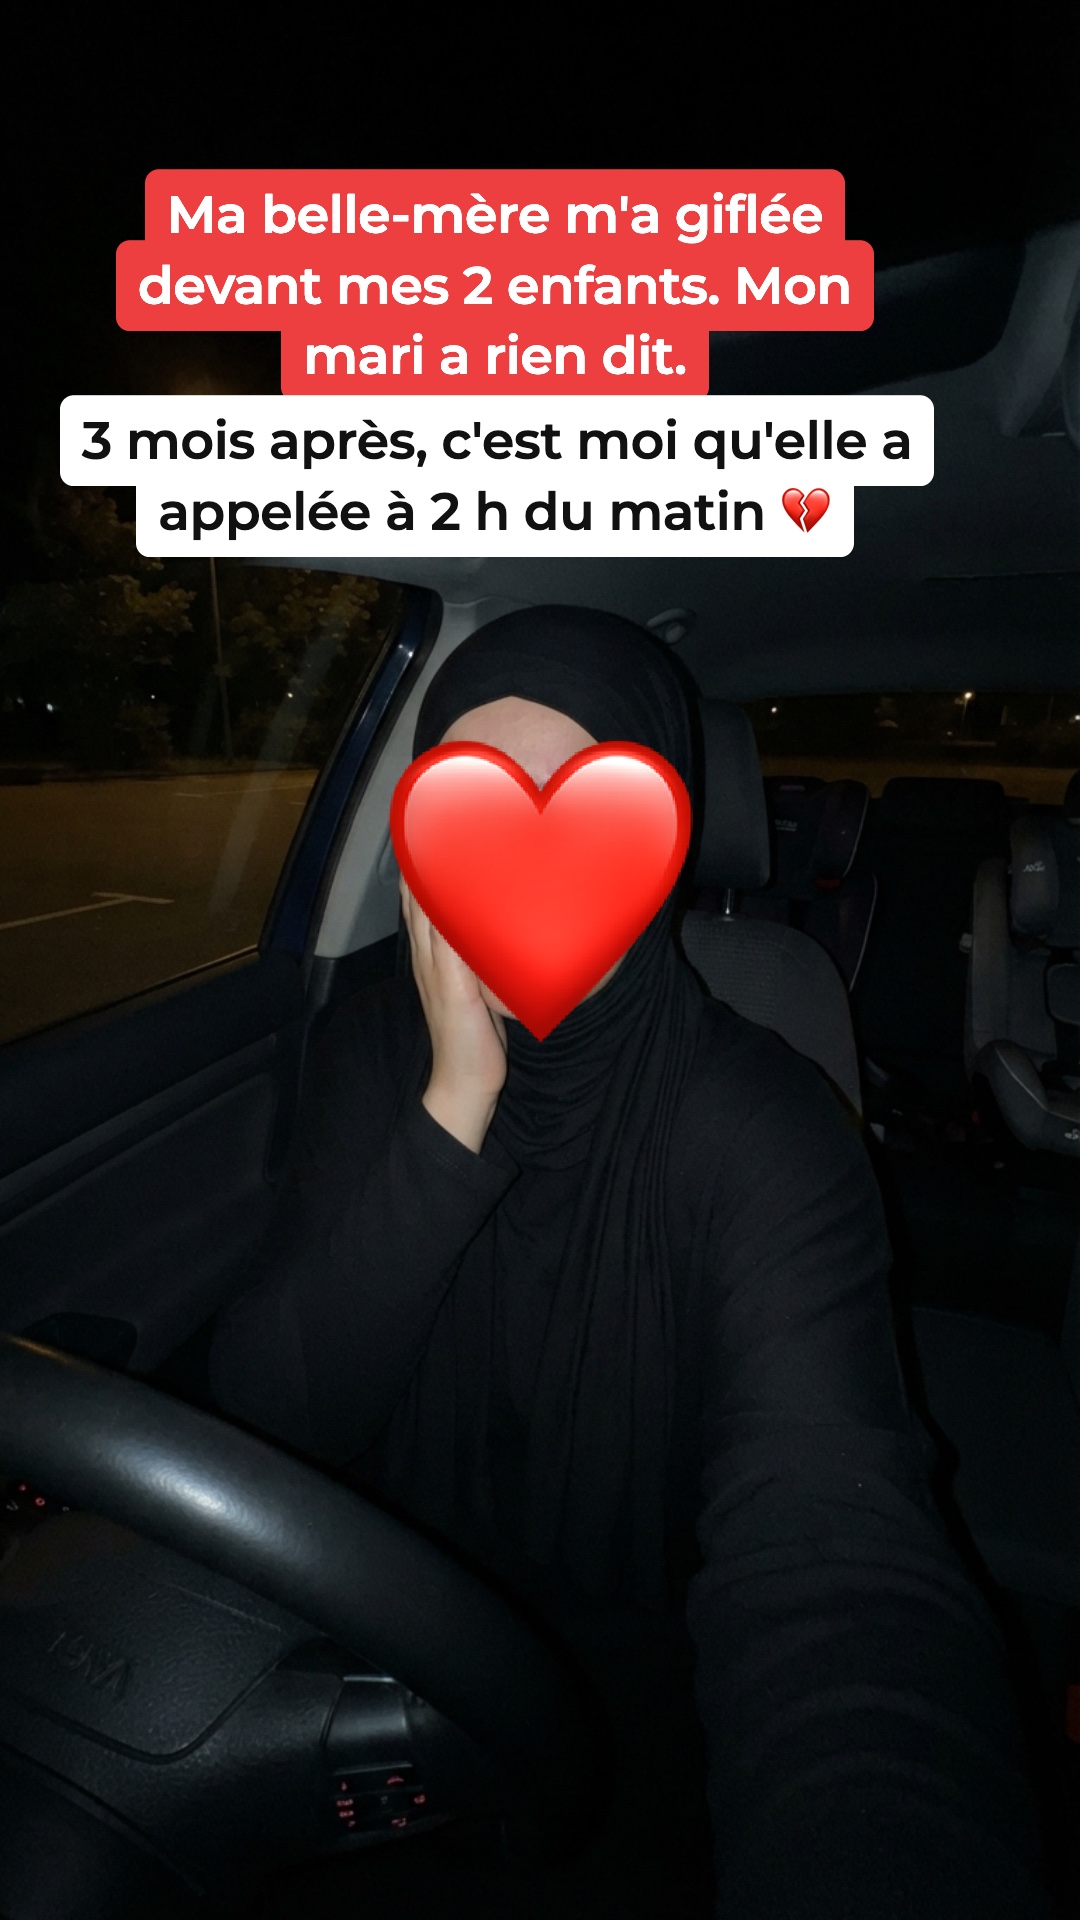 Ma belle-mère m'a giflée
devant mes 2 enfants. Mon
mari a rien dit.
3 mois après, c'est moi qu'elle a
appelée à 2 h du matin 💔